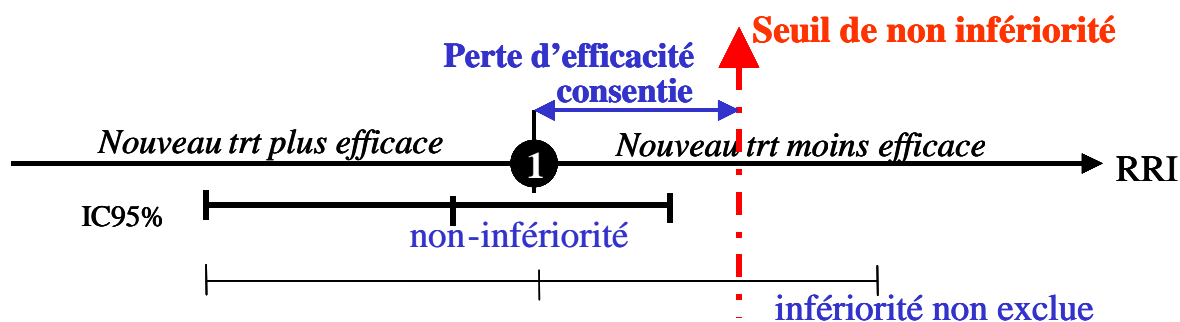 Seuil de non infériorité
Perte d'efficacité
consentie
Nouveau trt plus efficace
Nouveau trt moins efficace
1
RRI
IC95%
non-infériorité
infériorité non exclue